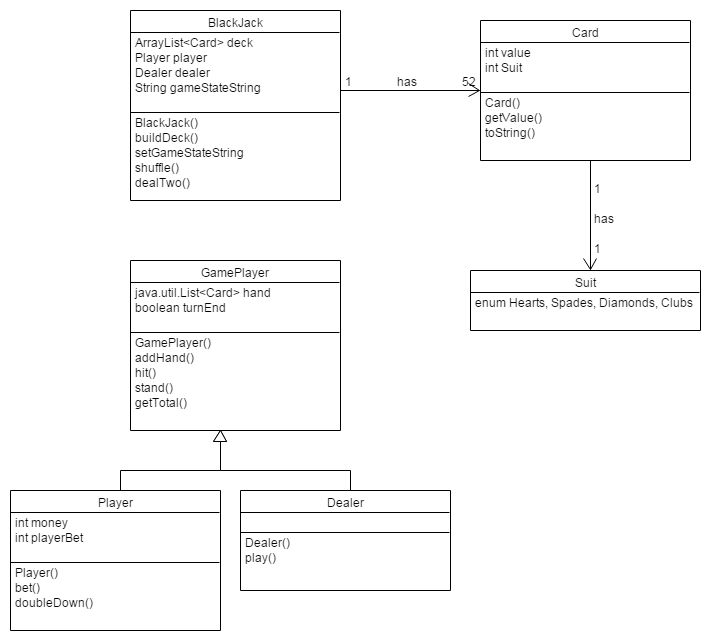 BlackJack
ArrayList<Card> deck
Player player
Dealer dealer
String gameStateString
BlackJack()
buildDeck()
setGameStateString
shuffle()
dealTwo()
1 has 52
Card
int value
int Suit
Card()
getValue()
toString()
1
has
1
Suit
enum Hearts, Spades, Diamonds, Clubs
GamePlayer
java.util.List<Card> hand
boolean turnEnd
GamePlayer()
addHand()
hit()
stand()
getTotal()
Player
int money
int playerBet
Player()
bet()
doubleDown()
Dealer
Dealer()
play()